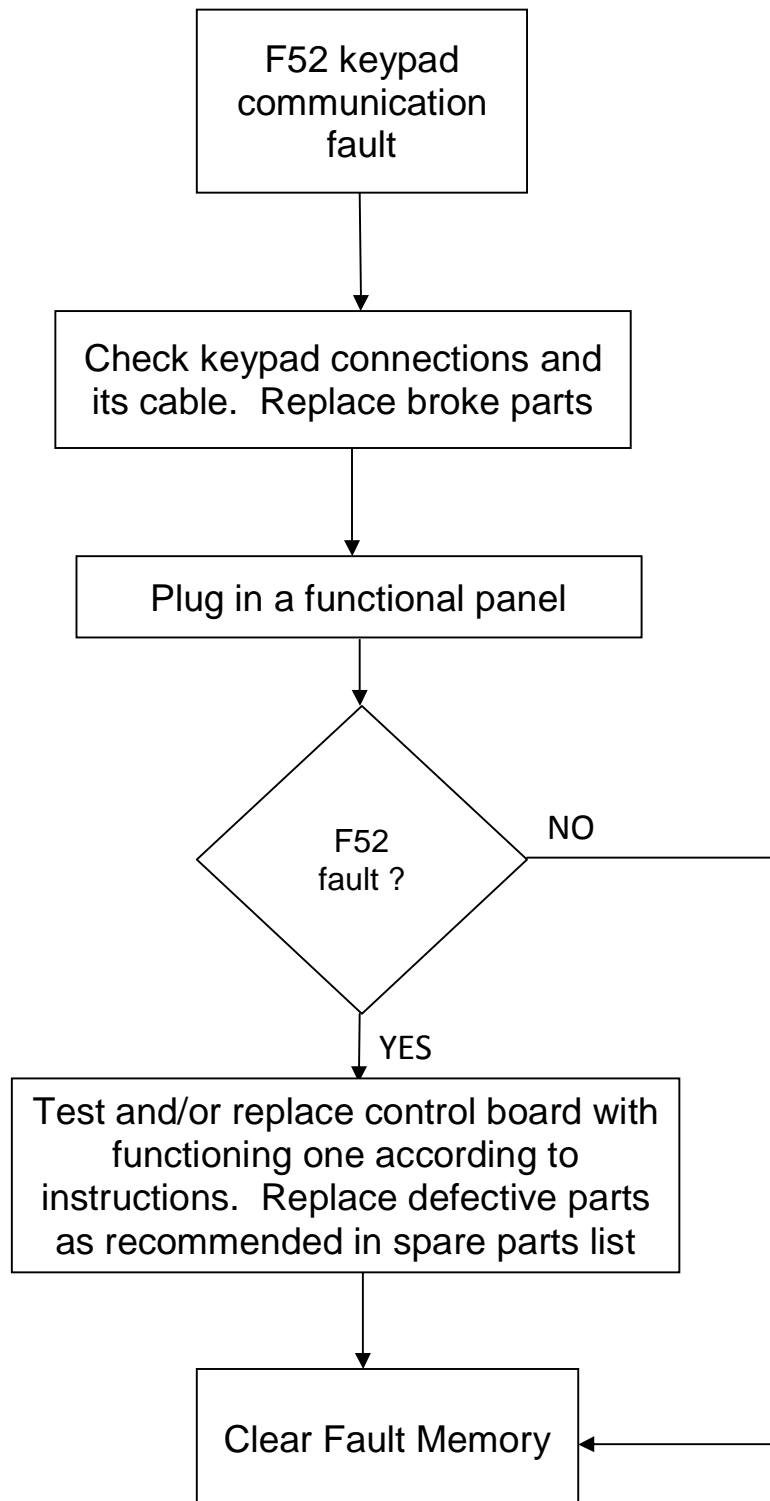 F52 keypad
communication
fault
Check keypad connections and
its cable.  Replace broke parts
Plug in a functional panel
F52
fault ?
NO
YES
Test and/or replace control board with
functioning one according to
instructions.  Replace defective parts
as recommended in spare parts list
Clear Fault Memory